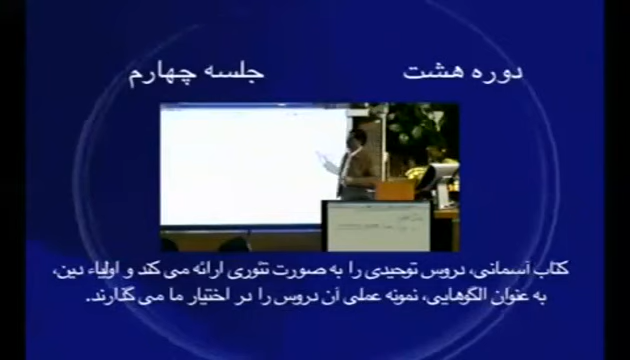 دوره هشت
جلسه چهارم
کتاب آسمانی، دروس توحیدی را به صورت تئوری ارائه می کند و اولیاء دین،
به عنوان الگوهایی، نمونه عملی آن دروس را در اختیار ما می گذارند.